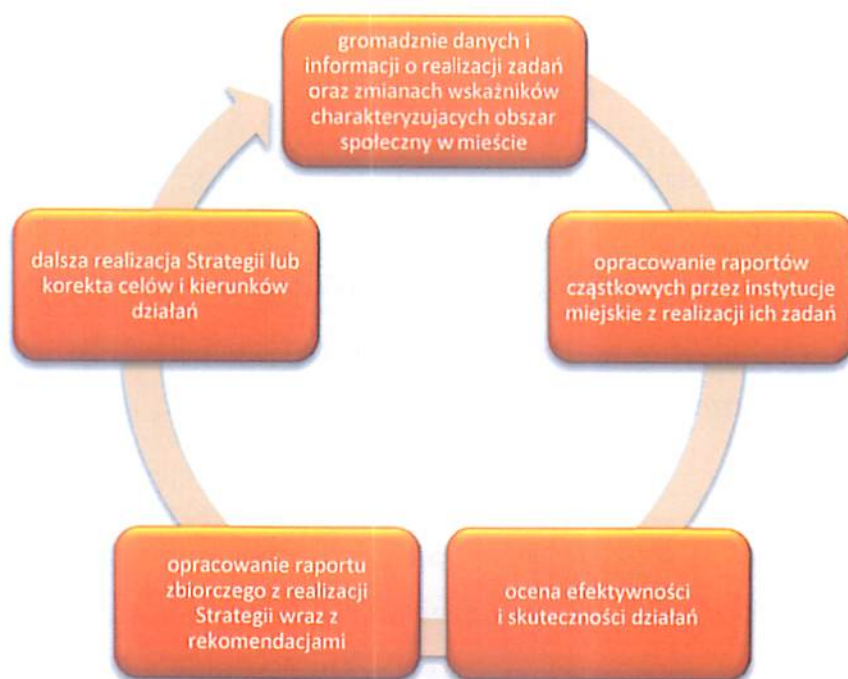 gromadznie danych i
informacji o realizacji zadań
oraz zmianach wskaźników
charakteryzujących obszar
społeczny w mieście
opracowanie raportów
cząstkowych przez instytucje
miejskie z realizacji ich zadań
ocena efektywności
i skuteczności działań
opracowanie raportu
zbiorczego z realizacji
Strategii wraz z
rekomendacjami
dalsza realizacja Strategii lub
korekta celów i kierunków
działań